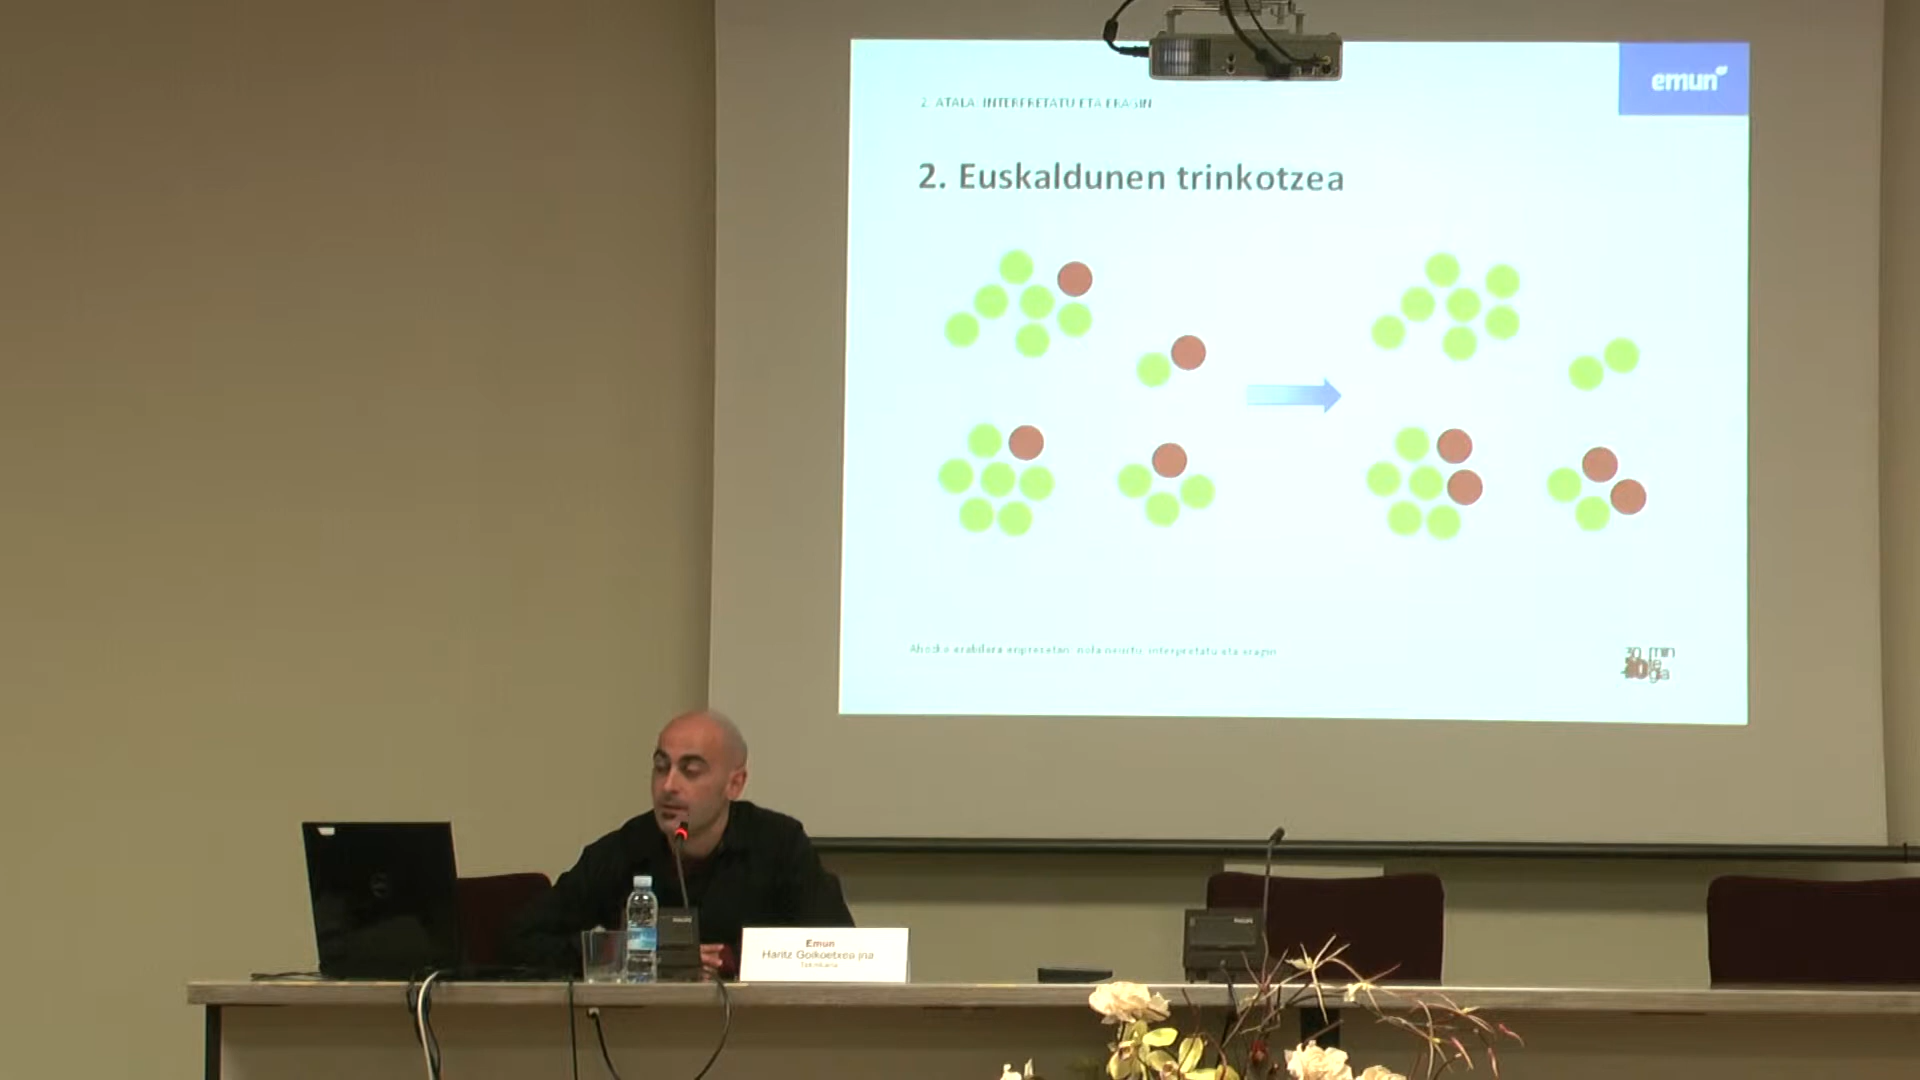 emun
2. ATALA: INTERPRETATU ETA ERAGIN
2. Euskaldunen trinkotzea
Ahozko erabilera enpresetan: nola neurtu, interpretatu eta eragin
Emun
Haritz Goikoetxea jna